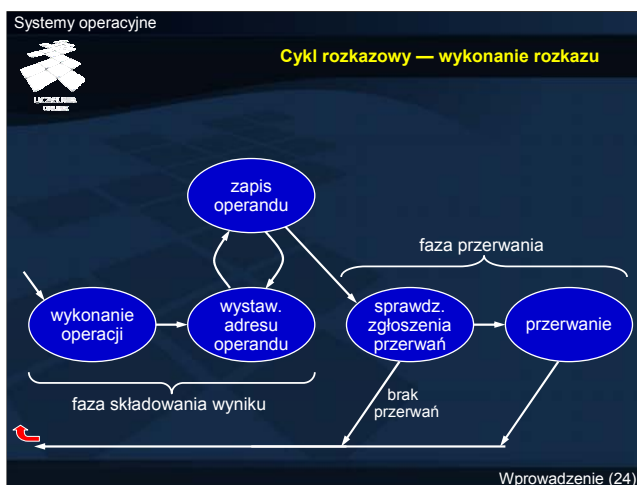 Systemy operacyjne
Cykl rozkazowy — wykonanie rozkazu
zapis
operandu
faza przerwania
wykonanie
operacji
wystaw.
adresu
operandu
sprawdz.
zgłoszenia
przerwań
przerwanie
faza składowania wyniku
brak
przerwań
Wprowadzenie (24)